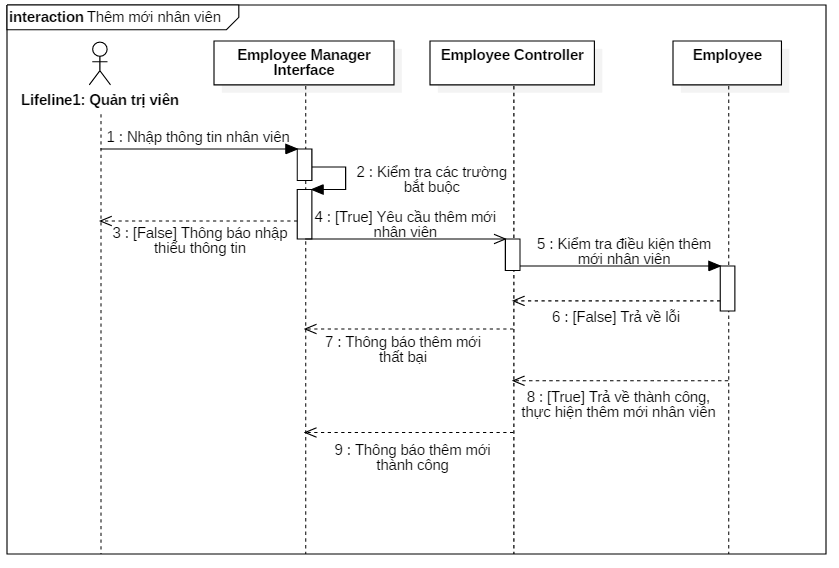 interaction Thêm mới nhân viên
Employee Manager
Interface
Employee Controller
Employee
Lifeline1: Quản trị viên
1 : Nhập thông tin nhân viên
2 : Kiểm tra các trường
bắt buộc
3 : [False] Thông báo nhập
thiếu thông tin
4 : [True] Yêu cầu thêm mới
nhân viên
5 : Kiểm tra điều kiện thêm
mới nhân viên
6 : [False] Trả về lỗi
7 : Thông báo thêm mới
thất bại
8 : [True] Trả về thành công,
thực hiện thêm mới nhân viên
9 : Thông báo thêm mới
thành công